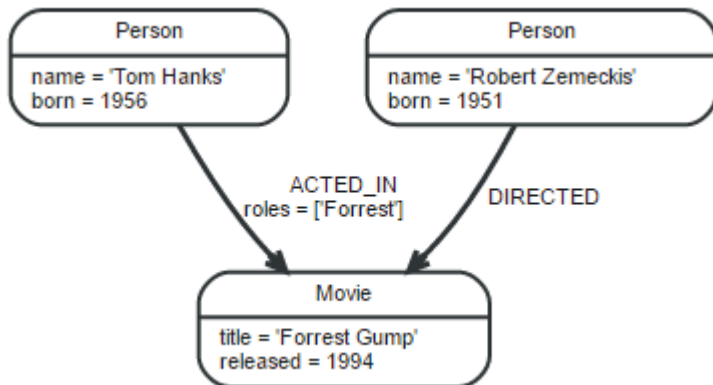 Person
name = 'Tom Hanks'
born = 1956
Person
name = 'Robert Zemeckis'
born = 1951
ACTED_IN
roles = ['Forrest']
DIRECTED
Movie
title = 'Forrest Gump'
released = 1994